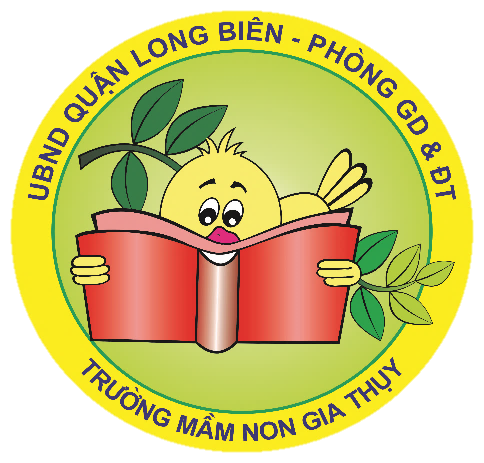 UBND QUẬN LONG BIÊN - PHÒNG GD & ĐT
TRƯỜNG MẦM NON GIA THỤY